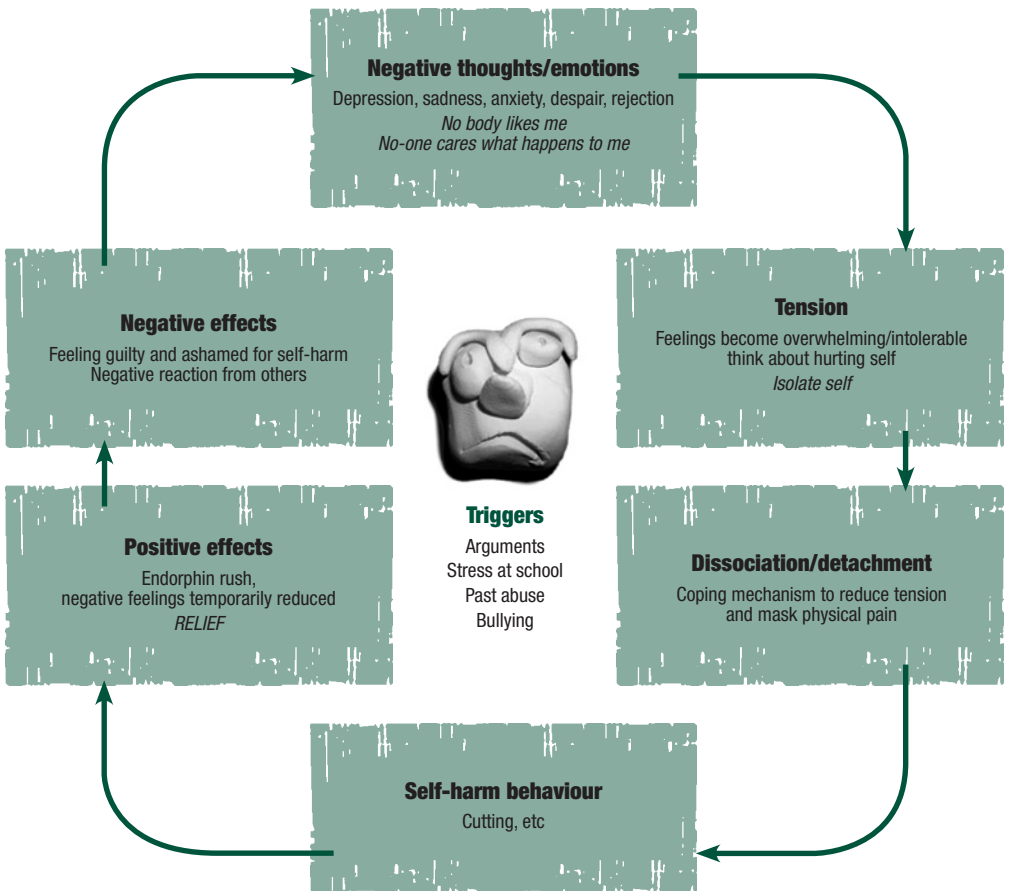 Negative thoughts/emotions
Depression, sadness, anxiety, despair, rejection
No body likes me
No-one cares what happens to me
Tension
Feelings become overwhelming/intolerable
think about hurting self
Isolate self
Dissociation/detachment
Coping mechanism to reduce tension
and mask physical pain
Self-harm behaviour
Cutting, etc
Positive effects
Endorphin rush,
negative feelings temporarily reduced
RELIEF
Negative effects
Feeling guilty and ashamed for self-harm
Negative reaction from others
Triggers
Arguments
Stress at school
Past abuse
Bullying